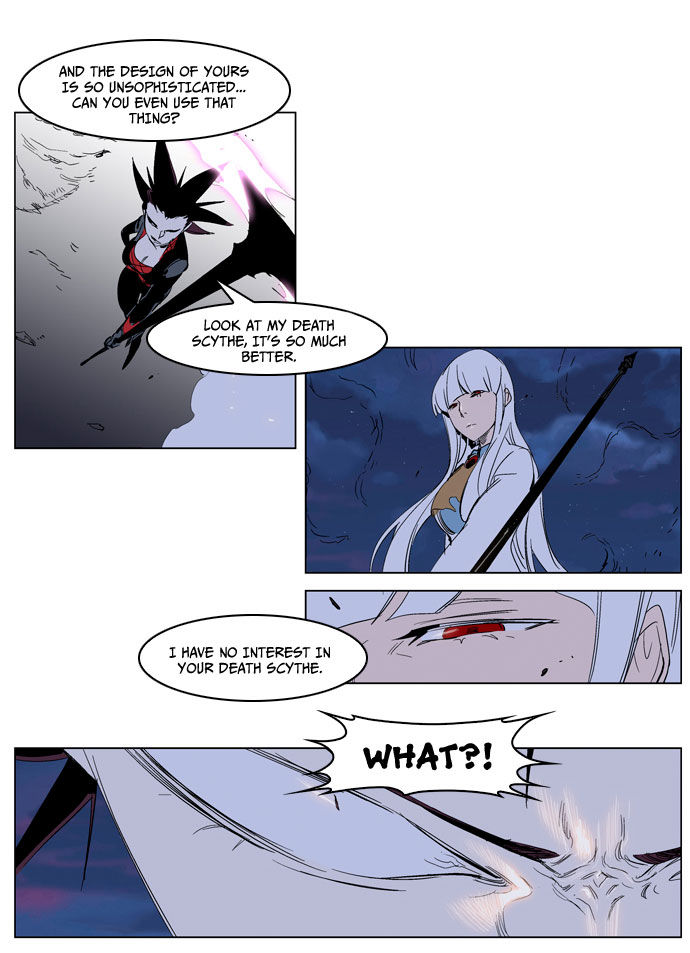 AND THE DESIGN OF YOURS
IS SO UNSOPHISTICATED...
CAN YOU EVEN USE THAT
THING?
LOOK AT MY DEATH
SCYTHE, IT'S SO MUCH
BETTER.
I HAVE NO INTEREST IN
YOUR DEATH SCYTHE.
WHAT?!